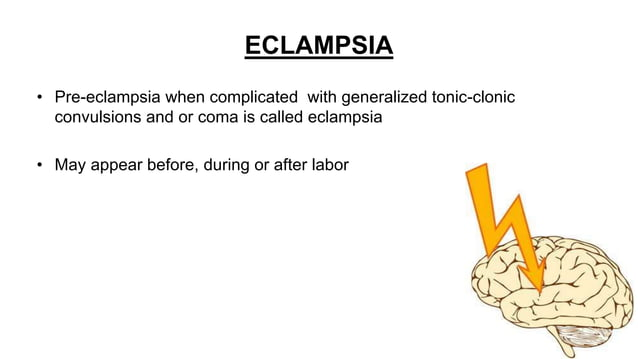 ECLAMPSIA
• Pre-eclampsia when complicated  with generalized tonic-clonic
convulsions and or coma is called eclampsia
• May appear before, during or after labor